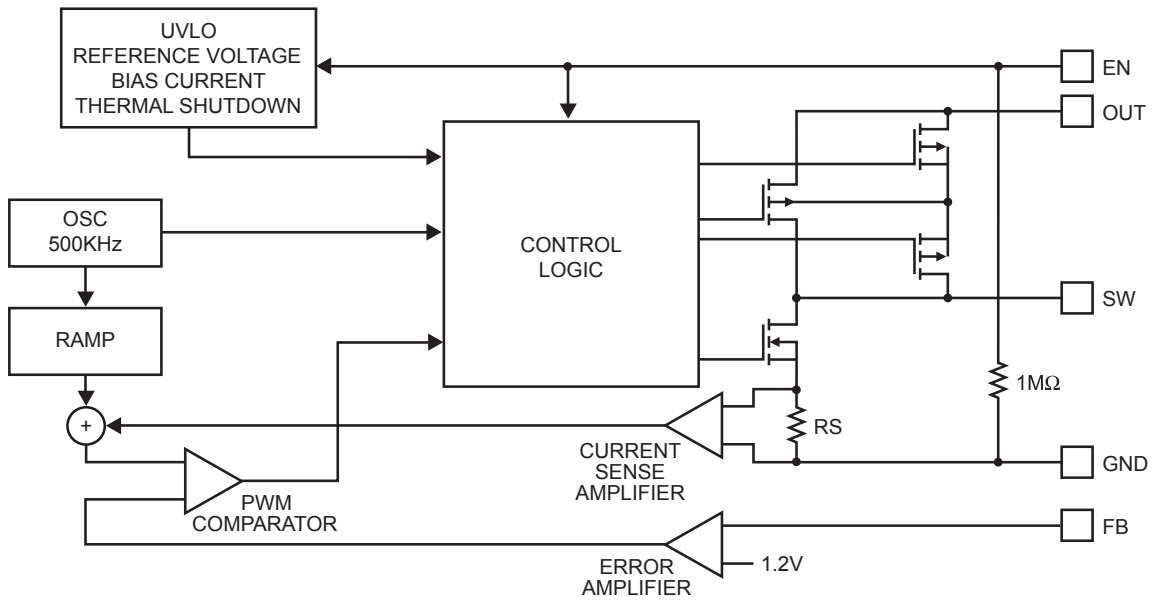 UVLO
REFERENCE VOLTAGE
BIAS CURRENT
THERMAL SHUTDOWN
EN
OUT
OSC
500KHz
CONTROL
LOGIC
SW
RAMP
1MΩ
+
RS
CURRENT
SENSE
AMPLIFIER
GND
PWM
COMPARATOR
FB
ERROR
AMPLIFIER
1.2V